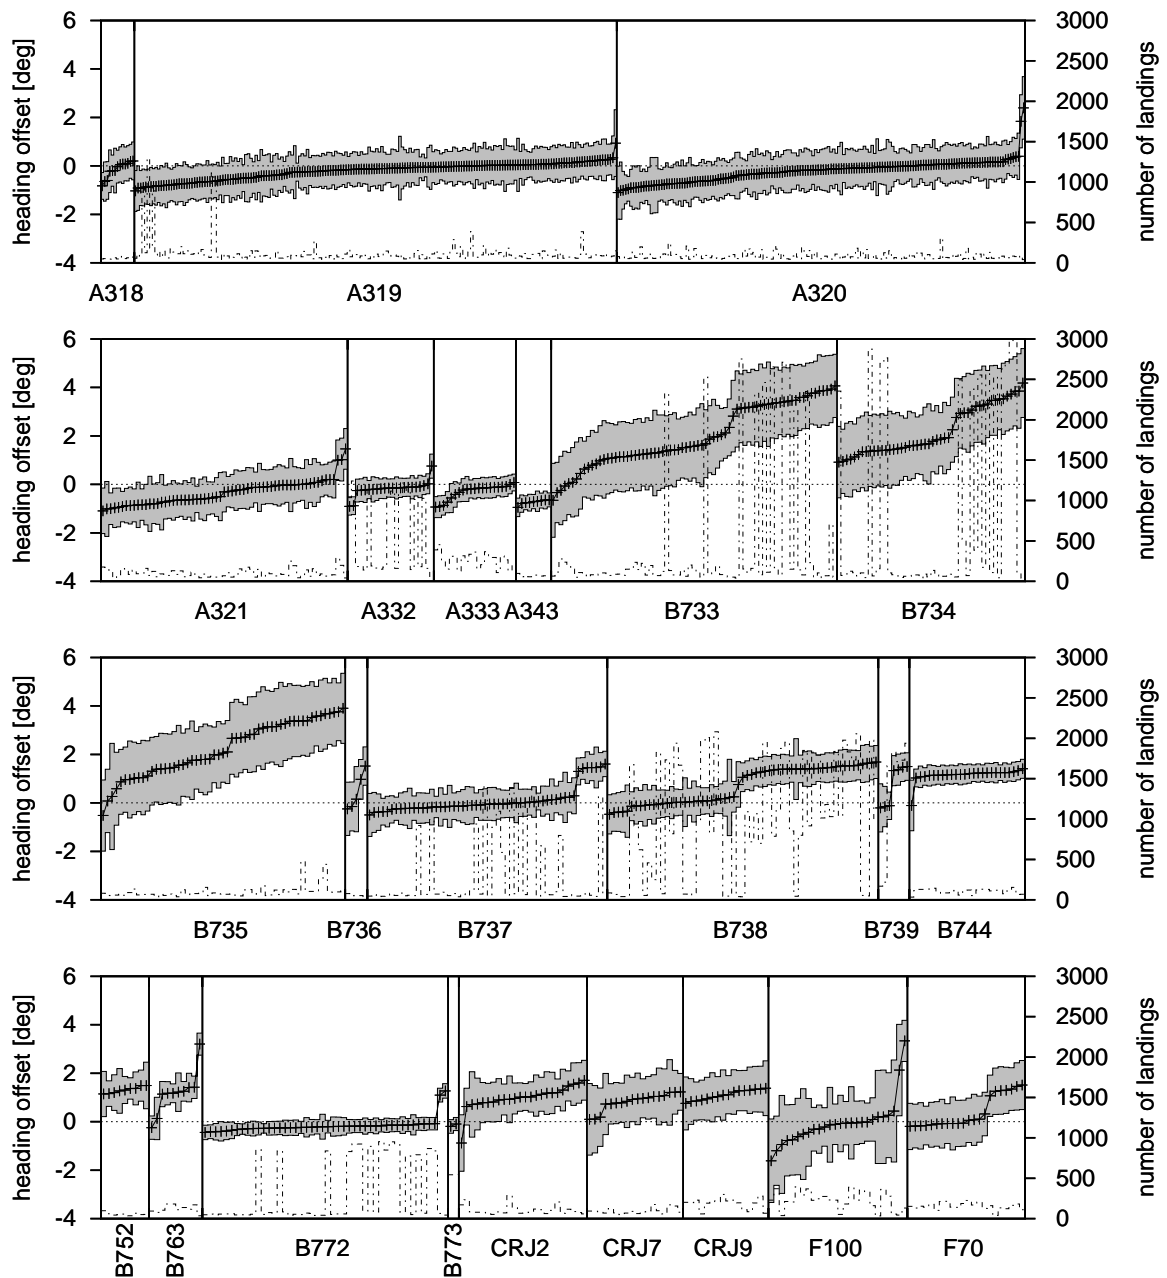 6 3000
4 2500
2 2000
0 1500
-2 1000
500
-4 0
heading offset [deg]
number of landings
A318 A319 A320
6 3000
4 2500
2 2000
0 1500
-2 1000
500
-4 0
heading offset [deg]
number of landings
A321 A332 A333 A343 B733 B734
6 3000
4 2500
2 2000
0 1500
-2 1000
500
-4 0
heading offset [deg]
number of landings
B735 B736 B737 B738 B739 B744
6 3000
4 2500
2 2000
0 1500
-2 1000
500
-4 0
heading offset [deg]
number of landings
B752 B763 B772 B773 CRJ2 CRJ7 CRJ9 F100 F70